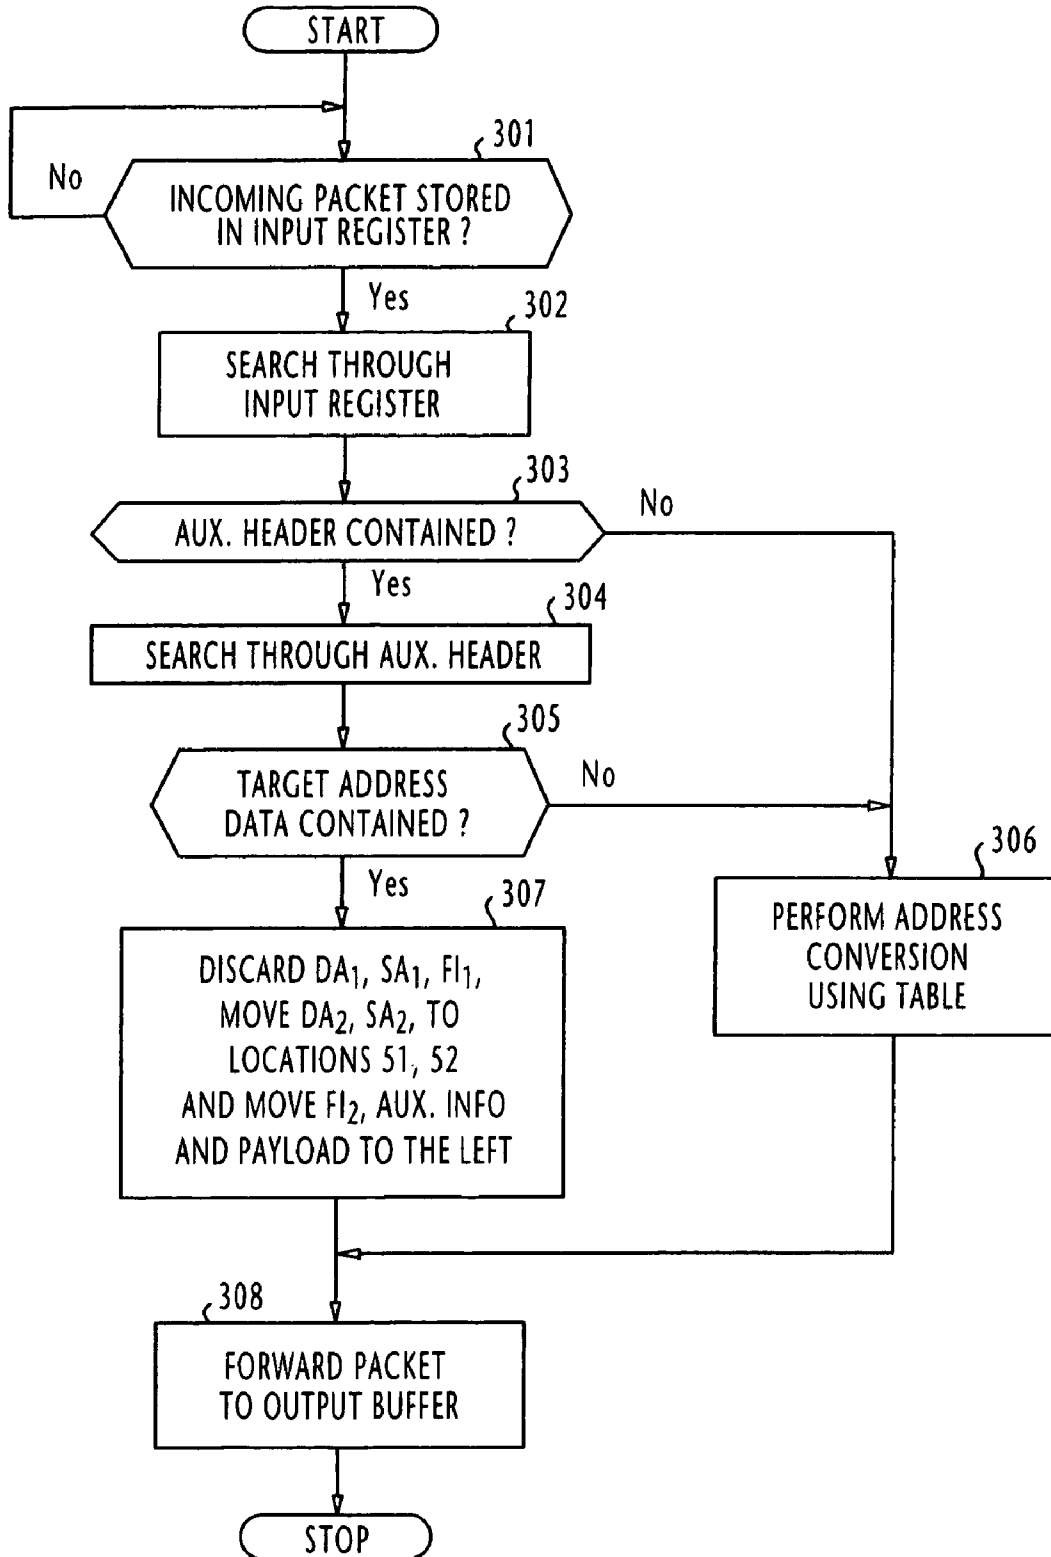 START
301
No
INCOMING PACKET STORED
IN INPUT REGISTER ?
Yes
302
SEARCH THROUGH
INPUT REGISTER
303
No
AUX. HEADER CONTAINED ?
Yes
304
SEARCH THROUGH AUX. HEADER
305
No
TARGET ADDRESS
DATA CONTAINED ?
Yes
306
PERFORM ADDRESS
CONVERSION
USING TABLE
307
DISCARD DA1, SA1, FI1,
MOVE DA2, SA2, TO
LOCATIONS 51, 52
AND MOVE FI2, AUX. INFO
AND PAYLOAD TO THE LEFT
308
FORWARD PACKET
TO OUTPUT BUFFER
STOP